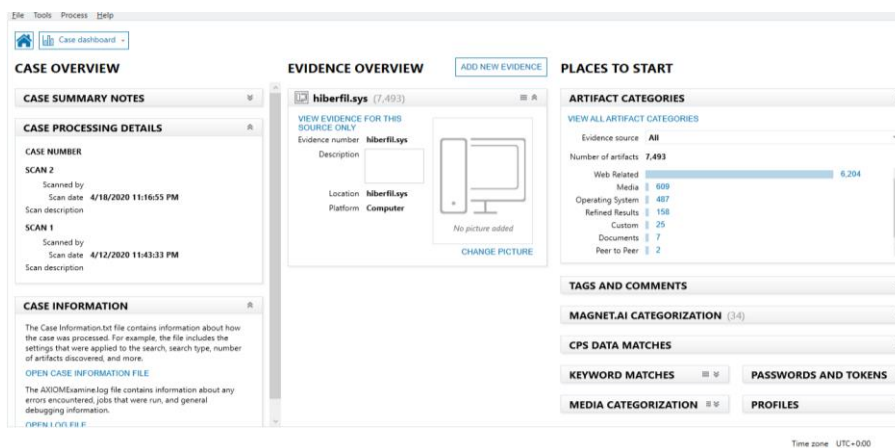 File Tools Process Help
Case dashboard
CASE OVERVIEW
CASE SUMMARY NOTES
CASE PROCESSING DETAILS
CASE NUMBER
SCAN 2
Scanned by
Scan date 4/18/2020 11:16:55 PM
Scan description
SCAN 1
Scanned by
Scan date 4/12/2020 11:43:33 PM
Scan description
CASE INFORMATION
The Case Information.txt file contains information about how
the case was processed. For example, the file includes the
settings that were applied to the search, search type, number
of artifacts discovered, and more.
OPEN CASE INFORMATION FILE
The AXIOMExamine.log file contains information about any
errors encountered, jobs that were run, and general
debugging information.
OPEN LOG FILE
EVIDENCE OVERVIEW
ADD NEW EVIDENCE
hiberfil.sys (7,493)
VIEW EVIDENCE FOR THIS
SOURCE ONLY
Evidence number hiberfil.sys
Description
Location hiberfil.sys
Platform Computer
No picture added
CHANGE PICTURE
PLACES TO START
ARTIFACT CATEGORIES
VIEW ALL ARTIFACT CATEGORIES
Evidence source All
Number of artifacts 7,493
Web Related 6,204
Media 609
Operating System 487
Refined Results 158
Custom 25
Documents 7
Peer to Peer 2
TAGS AND COMMENTS
MAGNET.AI CATEGORIZATION (34)
CPS DATA MATCHES
KEYWORD MATCHES
PASSWORDS AND TOKENS
MEDIA CATEGORIZATION
PROFILES
Time zone UTC+0:00